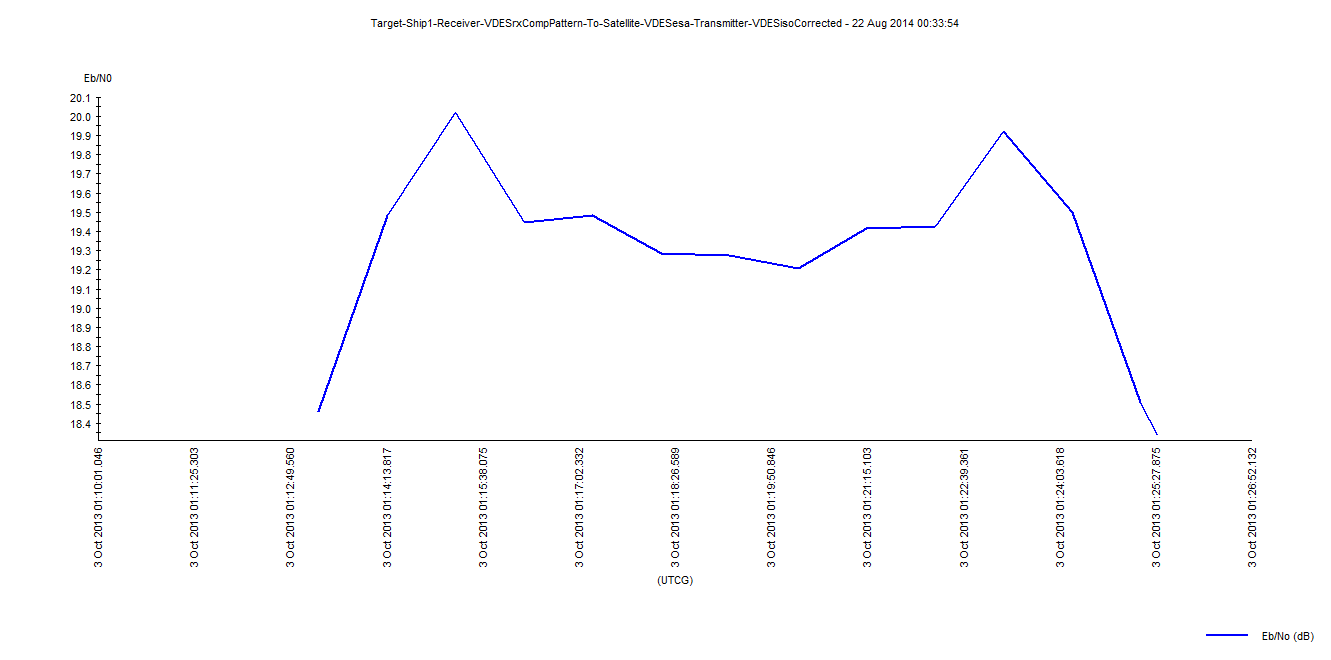 Target-Ship1-Receiver-VDESrxCompPattern-To-Satellite-VDESesa-Transmitter-VDESisoCorrected - 22 Aug 2014 00:33:54
Eb/N0
20.1
20.0
19.9
19.8
19.7
19.6
19.5
19.4
19.3
19.2
19.1
19.0
18.9
18.8
18.7
18.6
18.5
18.4
3 Oct 2013 01:10:01.046
3 Oct 2013 01:11:25.303
3 Oct 2013 01:12:49.560
3 Oct 2013 01:14:13.817
3 Oct 2013 01:15:38.075
3 Oct 2013 01:17:02.332
3 Oct 2013 01:18:26.589
3 Oct 2013 01:19:50.846
3 Oct 2013 01:21:15.103
3 Oct 2013 01:22:39.361
3 Oct 2013 01:24:03.618
3 Oct 2013 01:25:27.875
3 Oct 2013 01:26:52.132
(UTCG)
Eb/No (dB)